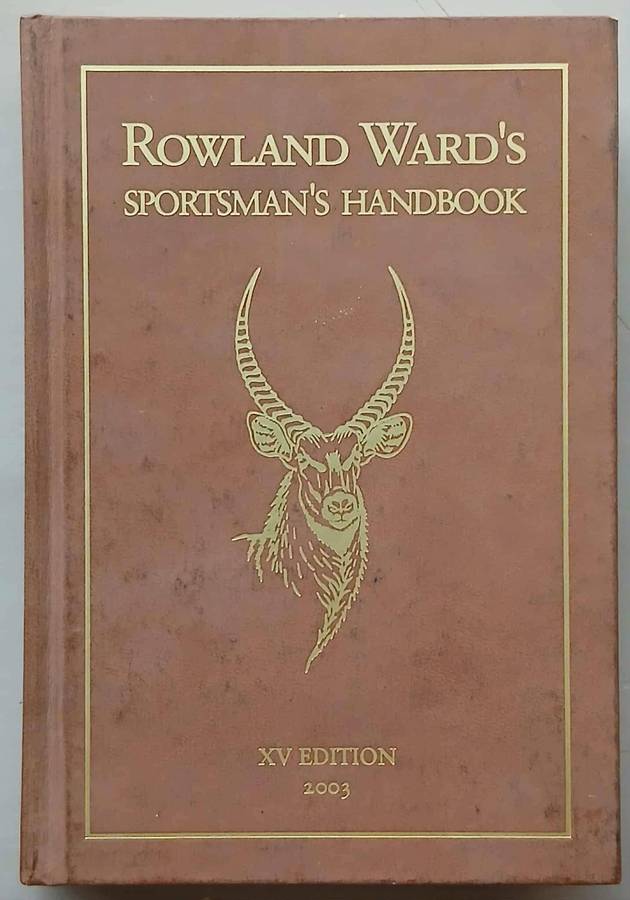 ROWLAND WARD'S
SPORTSMAN'S HANDBOOK
XV EDITION
2003